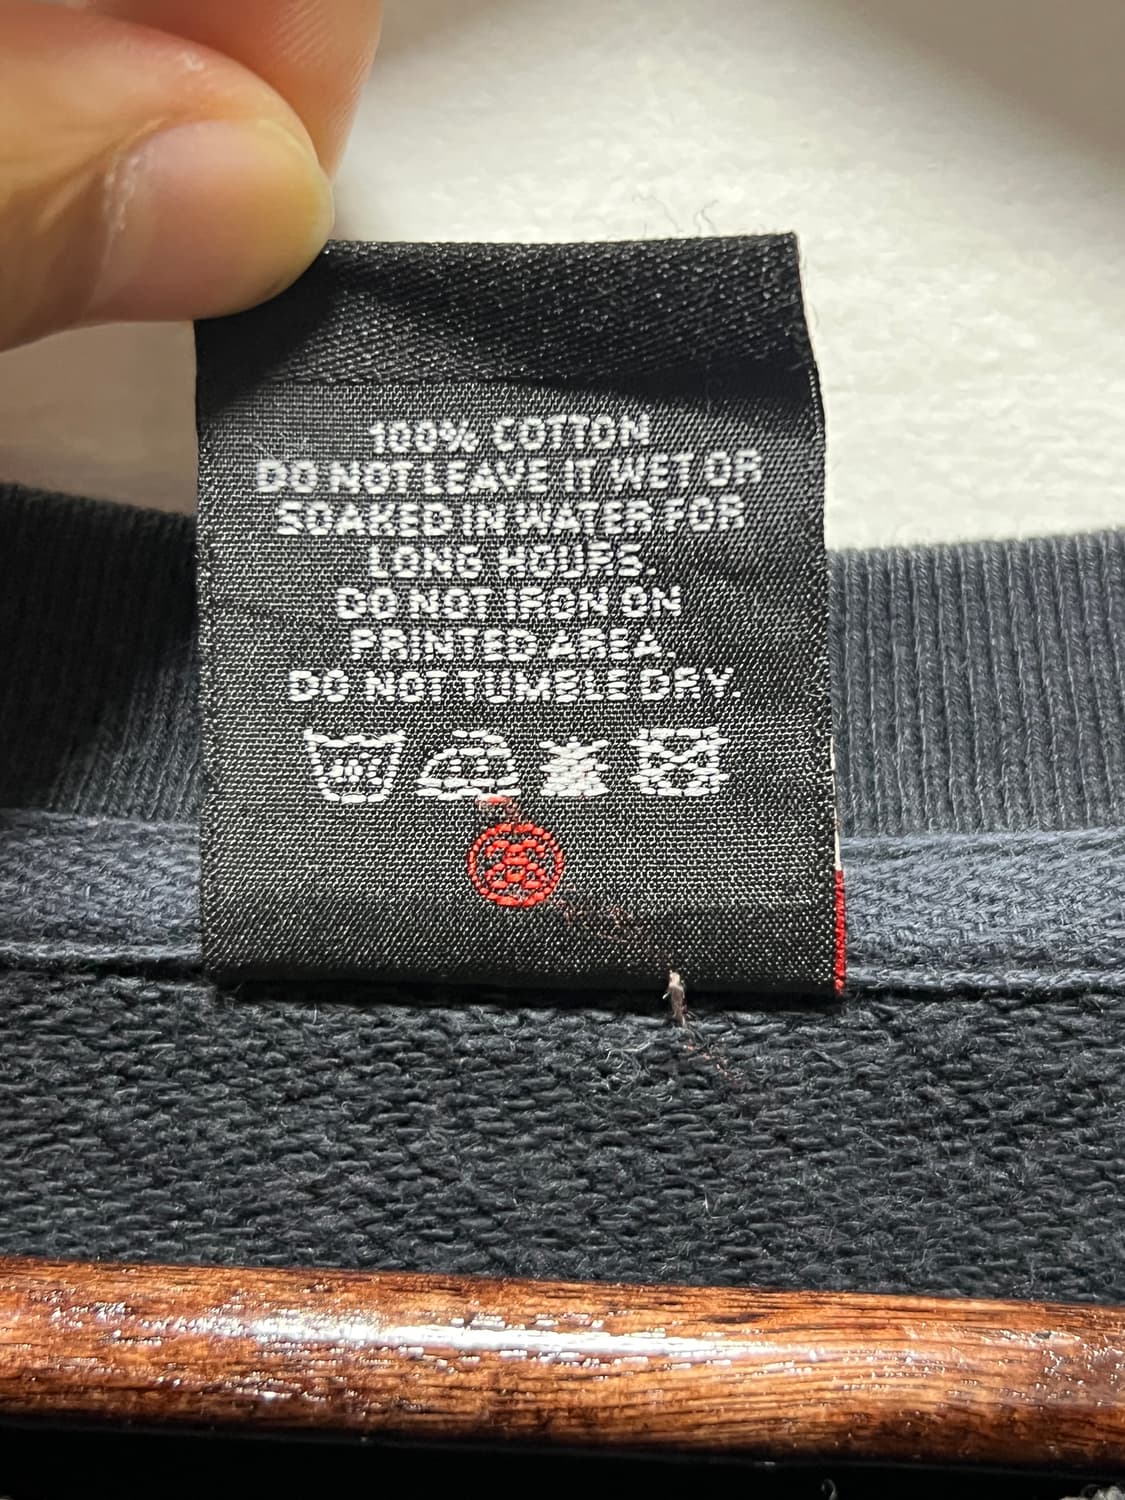 100% COTTON
DO NOT LEAVE IT WET OR
SOAKED IN WATER FOR
LONG HOURS.
DO NOT IRON ON
PRINTED AREA
DO NOT TUMBLE DRY.